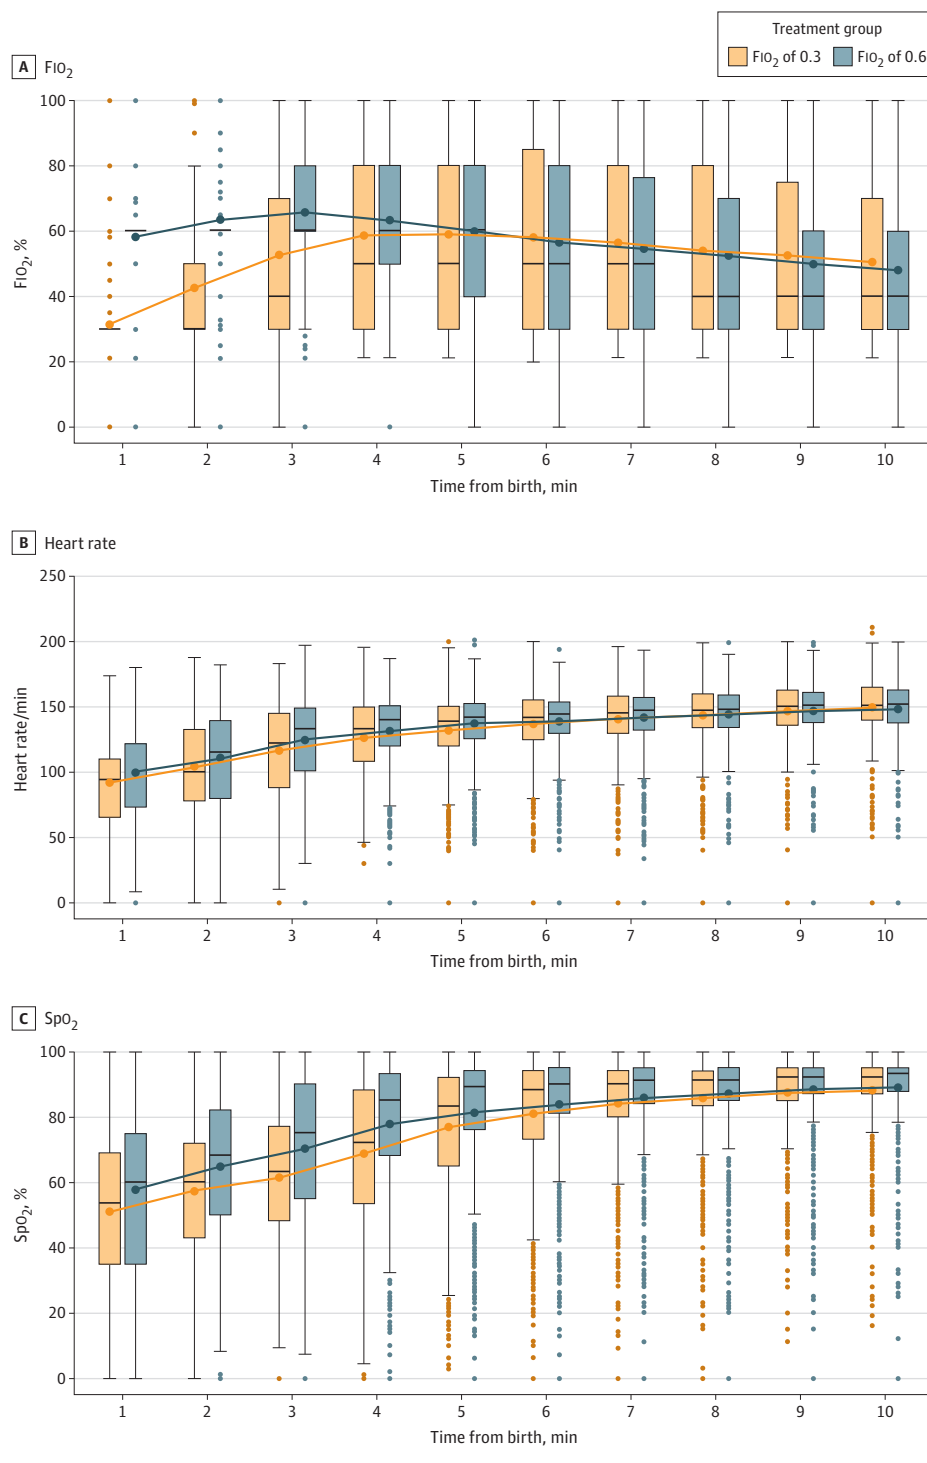 Treatment group
FIO2 of 0.3 FIO2 of 0.6
A FIO2
100
80
60
40
20
0
FIO2, %
1 2 3 4 5 6 7 8 9 10
Time from birth, min
B Heart rate
250
200
150
100
50
0
Heart rate/min
1 2 3 4 5 6 7 8 9 10
Time from birth, min
C SpO2
100
80
60
40
20
0
SpO2, %
1 2 3 4 5 6 7 8 9 10
Time from birth, min